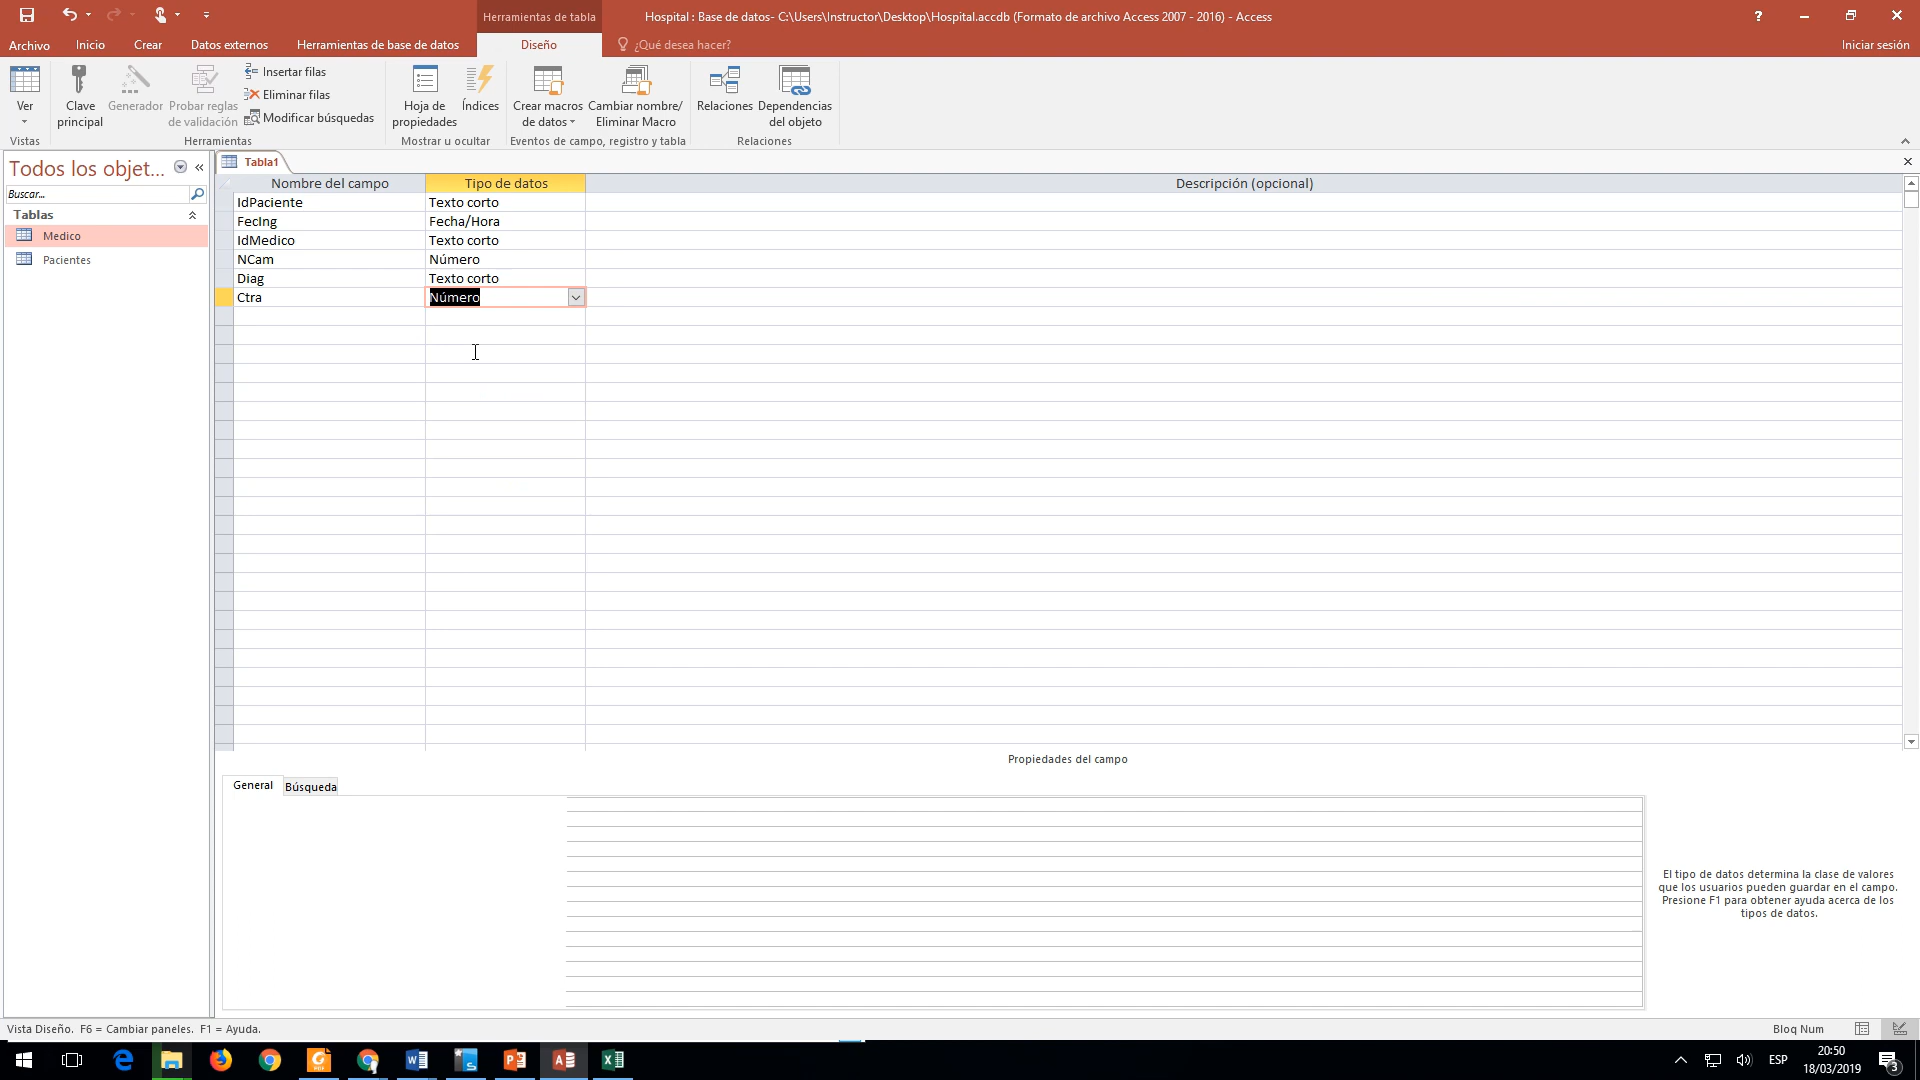 Herramientas de tabla
Hospital : Base de datos- C:\Users\Instructor\Desktop\Hospital.accdb (Formato de archivo Access 2007 - 2016) - Access
?
Archivo
Inicio
Crear
Datos externos
Herramientas de base de datos
Diseño
¿Qué desea hacer?
Iniciar sesión
Ver
Clave principal
Generador
Probar reglas de validación
Insertar filas
Eliminar filas
Modificar búsquedas
Hoja de propiedades
Índices
Crear macros de datos
Cambiar nombre/ Eliminar Macro
Relaciones
Dependencias del objeto
Vistas
Herramientas
Mostrar u ocultar
Eventos de campo, registro y tabla
Relaciones
Todos los objet...
Buscar...
Tablas
Medico
Pacientes
Tabla1
Nombre del campo Tipo de datos Descripción (opcional)
IdPaciente Texto corto
FecIng Fecha/Hora
IdMedico Texto corto
NCam Número
Diag Texto corto
Ctra Número
Propiedades del campo
General Búsqueda
El tipo de datos determina la clase de valores
que los usuarios pueden guardar en el campo.
Presione F1 para obtener ayuda acerca de los
tipos de datos.
Vista Diseño. F6 = Cambiar paneles. F1 = Ayuda.
Bloq Num
ESP
20:50
18/03/2019
3